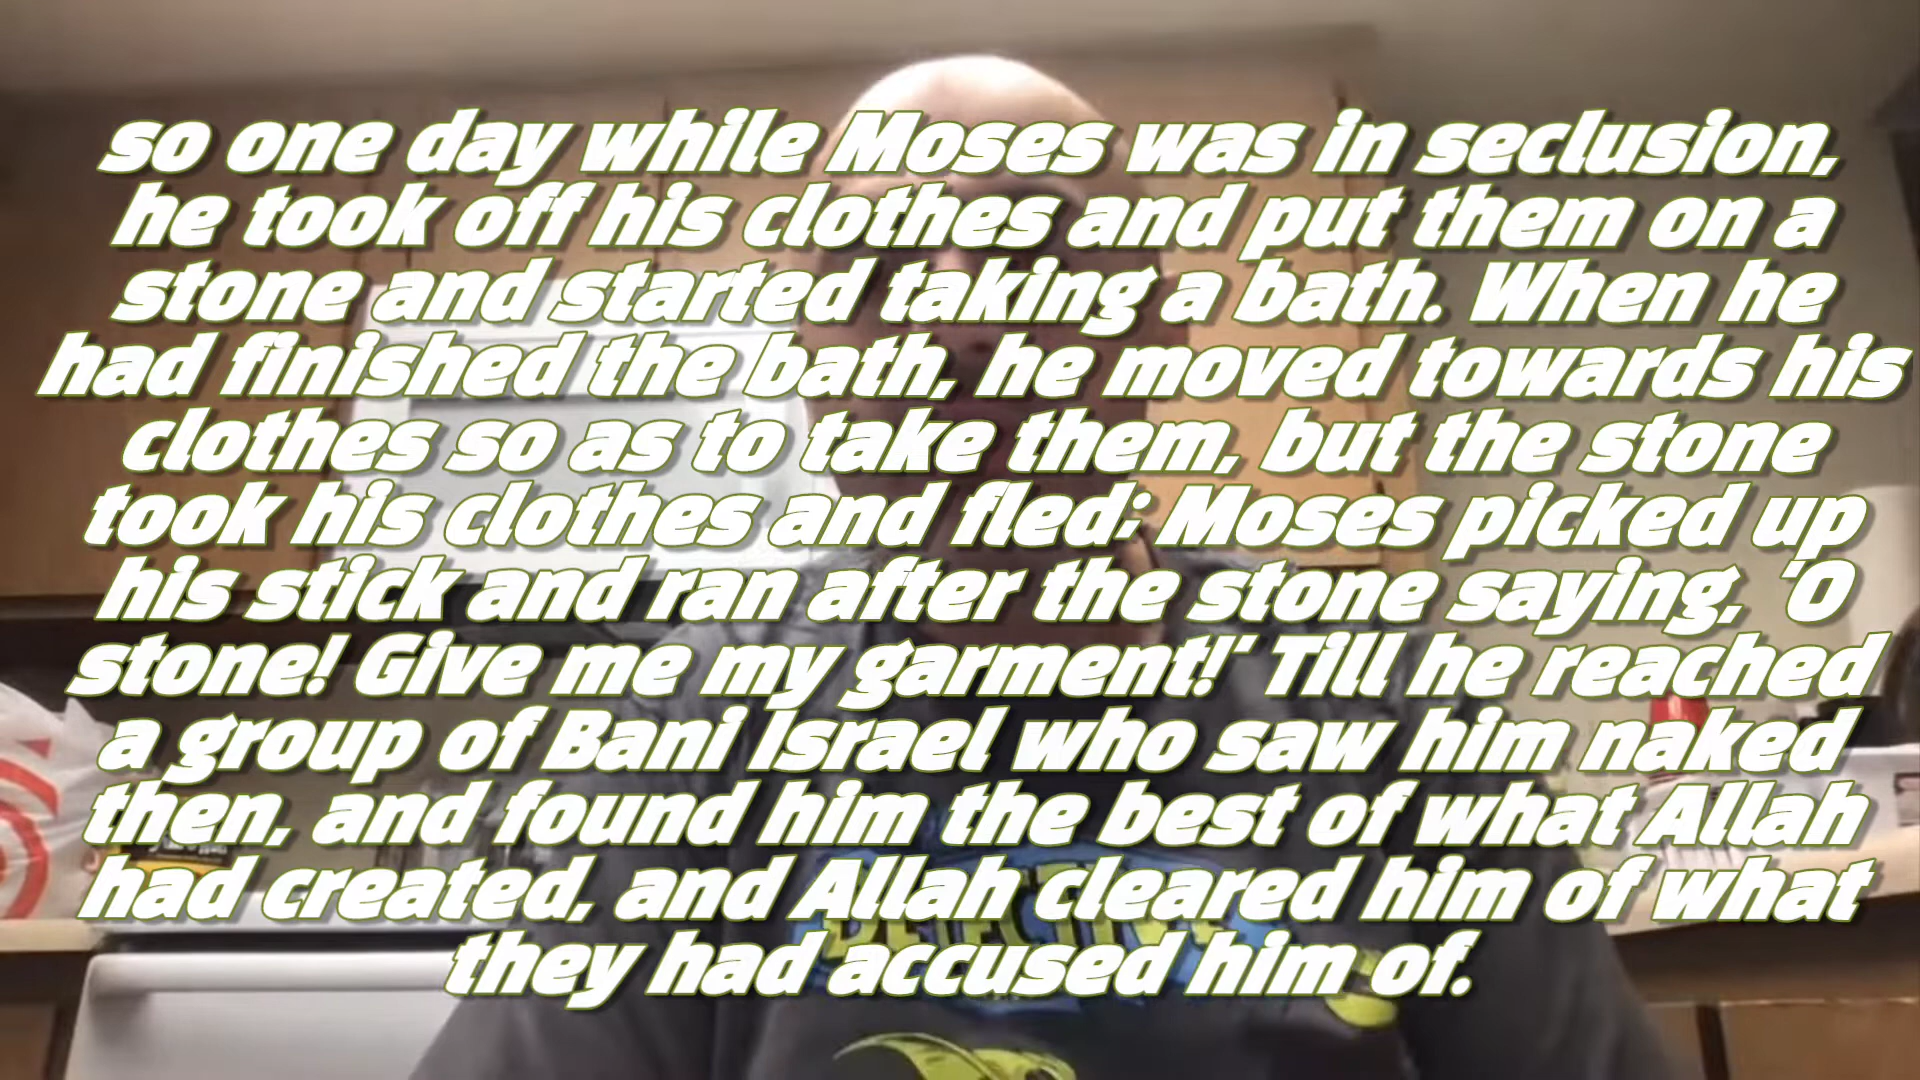 so one day while Moses was in seclusion,
he took off his clothes and put them on a
stone and started taking a bath. When he
had finished the bath, he moved towards his
clothes so as to take them, but the stone
took his clothes and fled; Moses picked up
his stick and ran after the stone saying, 'O
stone! Give me my garment!' Till he reached
a group of Bani Israel who saw him naked
then, and found him the best of what Allah
had created, and Allah cleared him of what
they had accused him of.
DETECTIVE